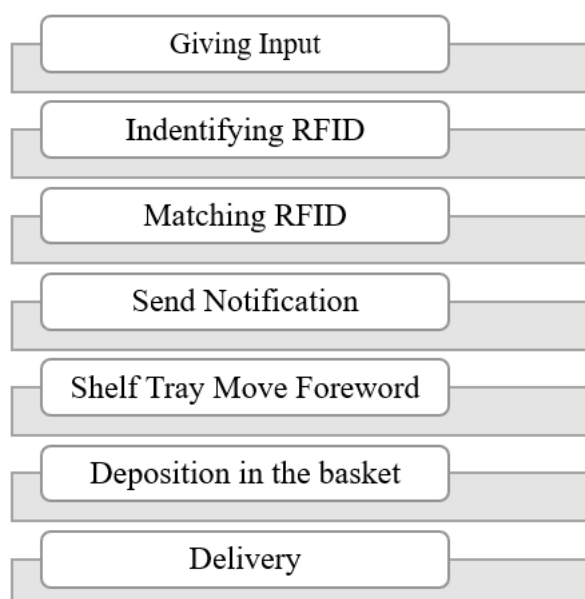 Giving Input
Indentifying RFID
Matching RFID
Send Notification
Shelf Tray Move Foreword
Deposition in the basket
Delivery